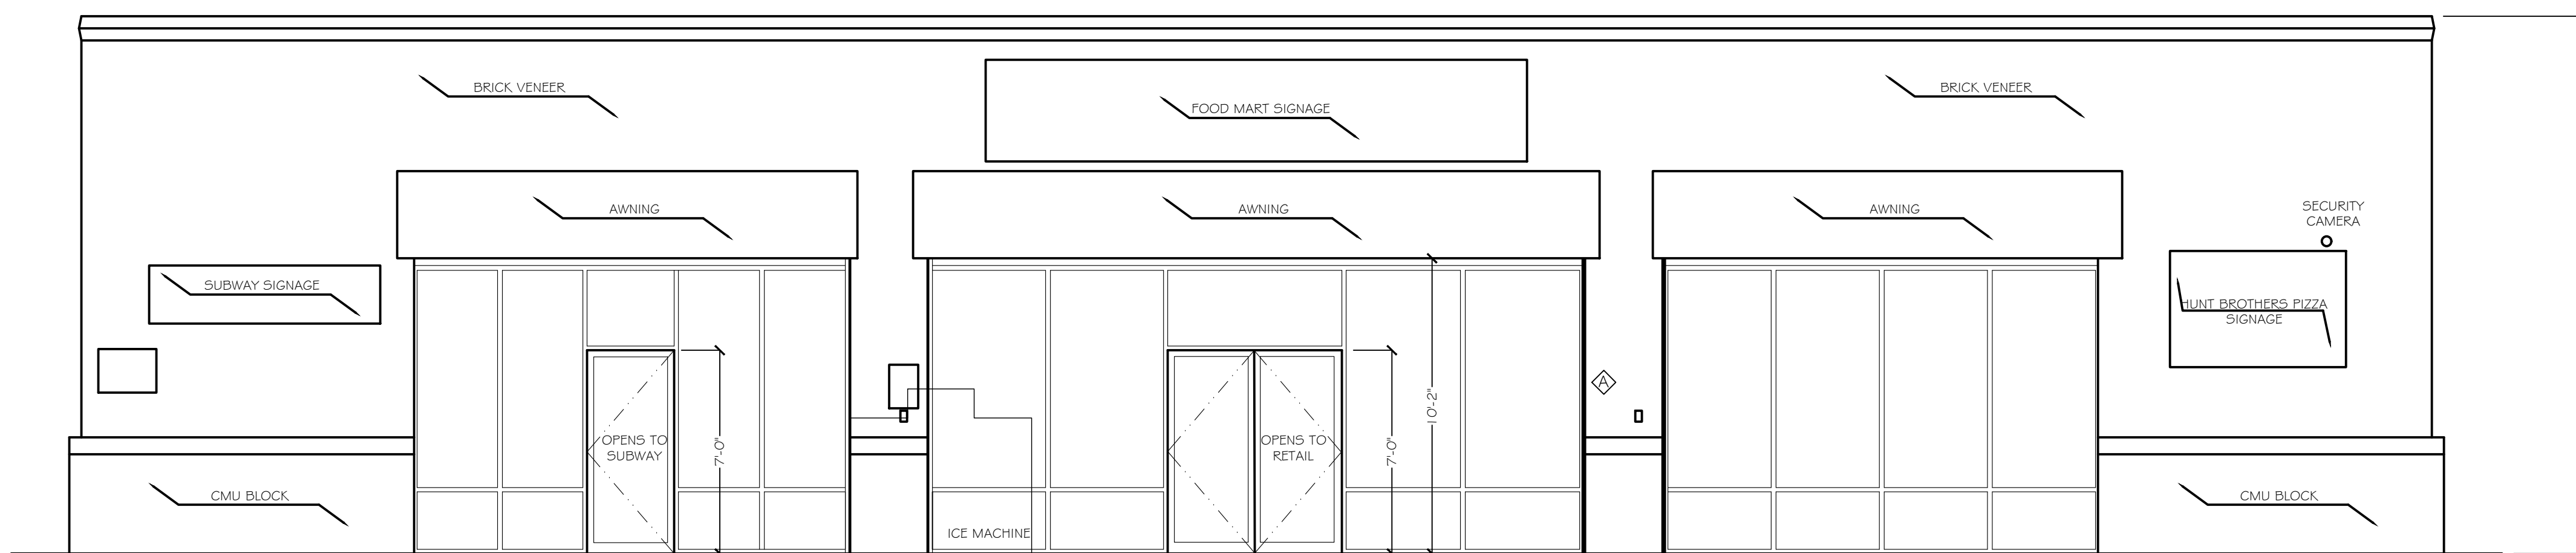 BRICK VENEER
FOOD MART SIGNAGE
BRICK VENEER
AWNING
AWNING
AWNING
SECURITY
CAMERA
SUBWAY SIGNAGE
HUNT BROTHERS PIZZA
SIGNAGE
A
10'-2"
OPENS TO
SUBWAY
7'-0"
OPENS TO
RETAIL
7'-0"
CMU BLOCK
ICE MACHINE
CMU BLOCK